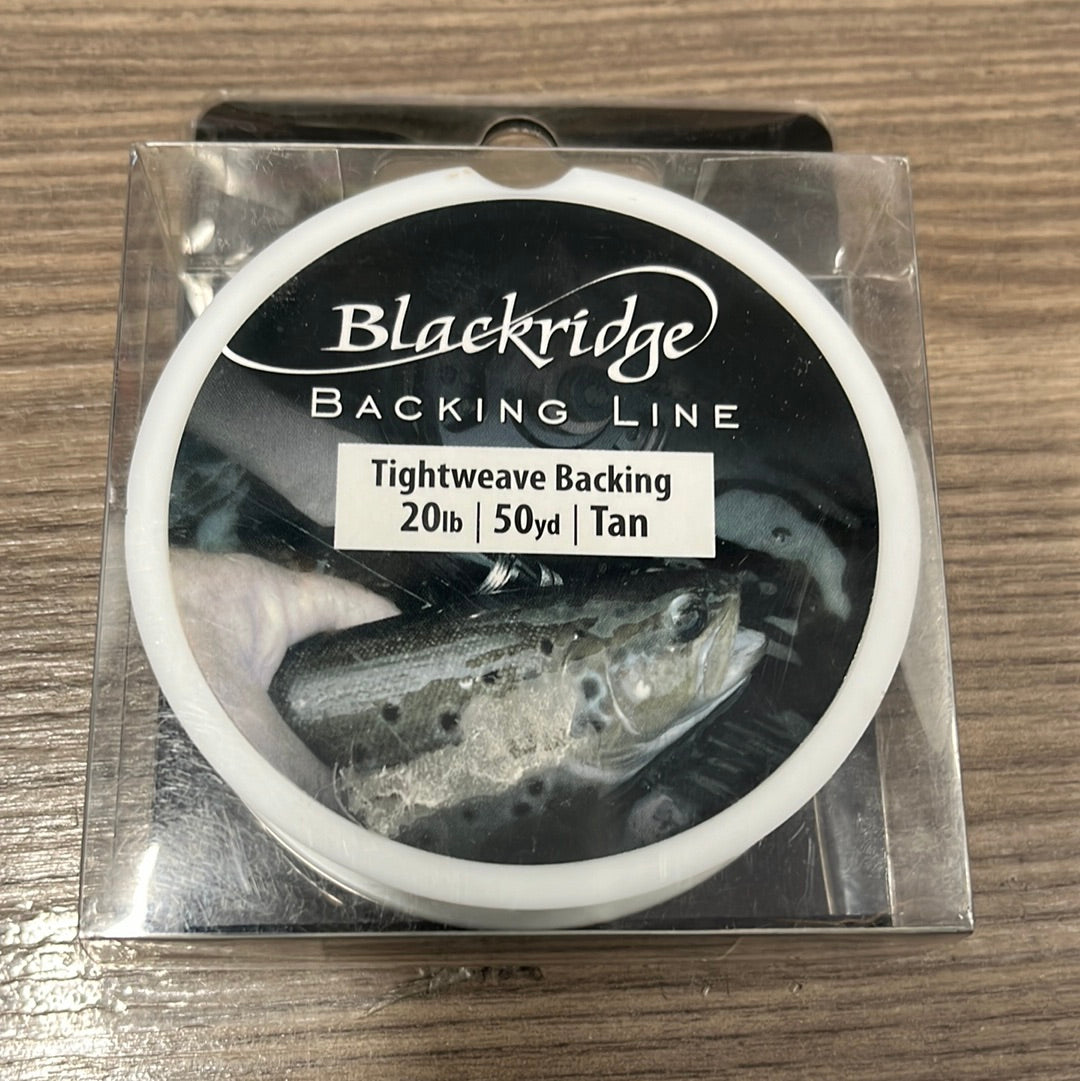 Blackridge
BACKING LINE
Tightweave Backing
20lb | 50yd | Tan